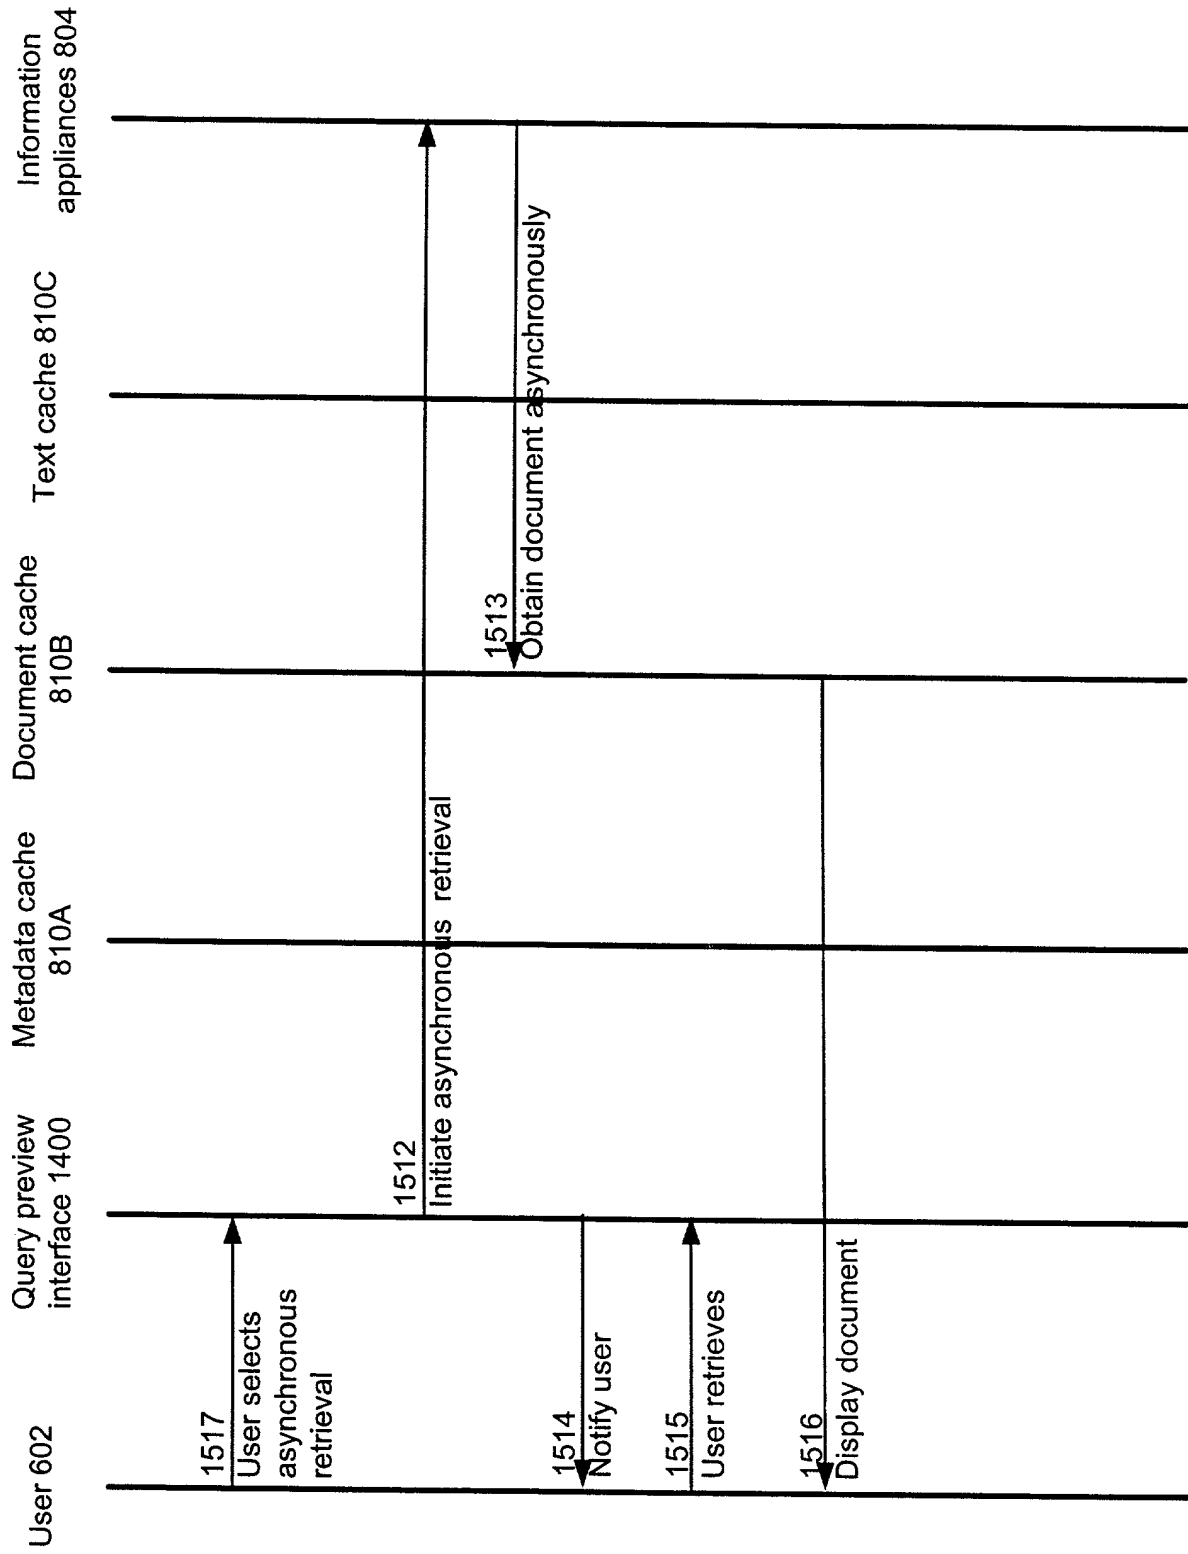 User 602
Query preview
interface 1400
Metadata cache
810A
Document cache
810B
Text cache 810C
Information
appliances 804
1517
User selects
asynchronous
retrieval
1512
Initiate asynchronous retrieval
1513
Obtain document asynchronously
1514
Notify user
1515
User retrieves
1516
Display document